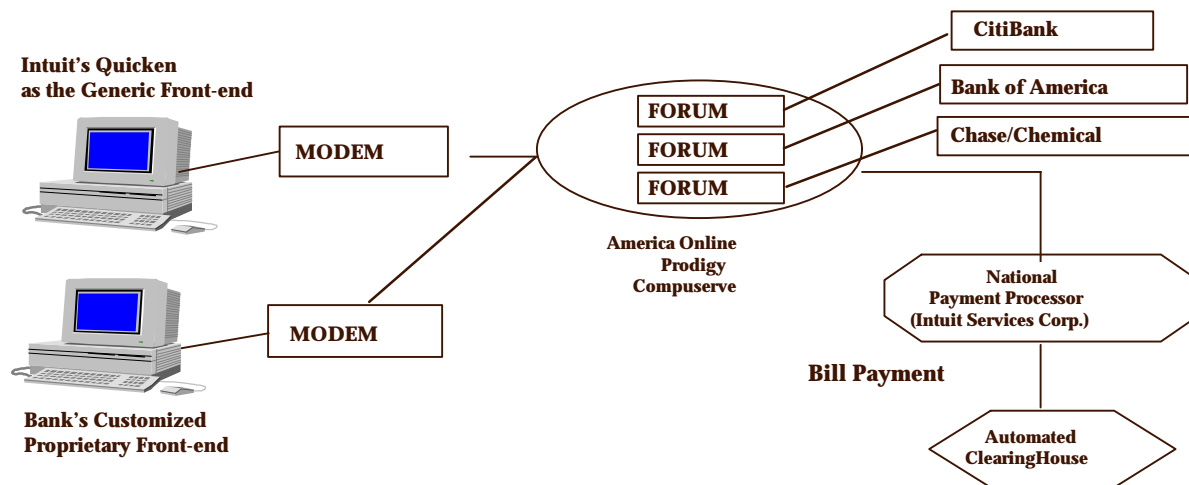 Intuit's Quicken
as the Generic Front-end
MODEM
Bank's Customized
Proprietary Front-end
MODEM
FORUM
FORUM
FORUM
America Online
Prodigy
Compuserve
CitiBank
Bank of America
Chase/Chemical
National
Payment Processor
(Intuit Services Corp.)
Bill Payment
Automated
ClearingHouse